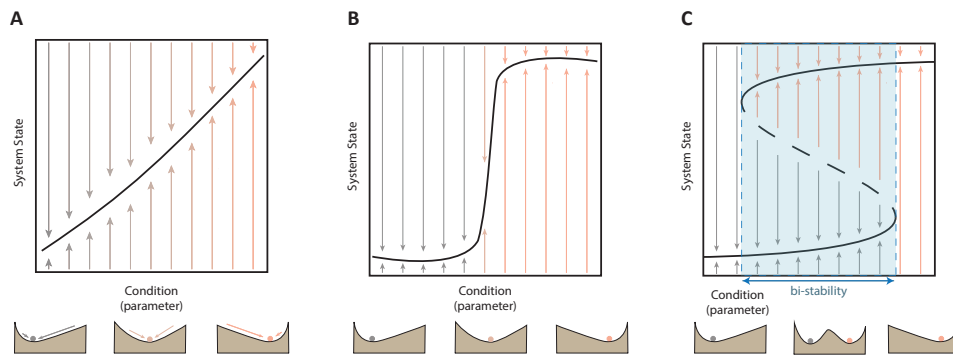 A
B
C
System State
Condition
(parameter)
System State
Condition
(parameter)
System State
bi-stability
Condition
(parameter)